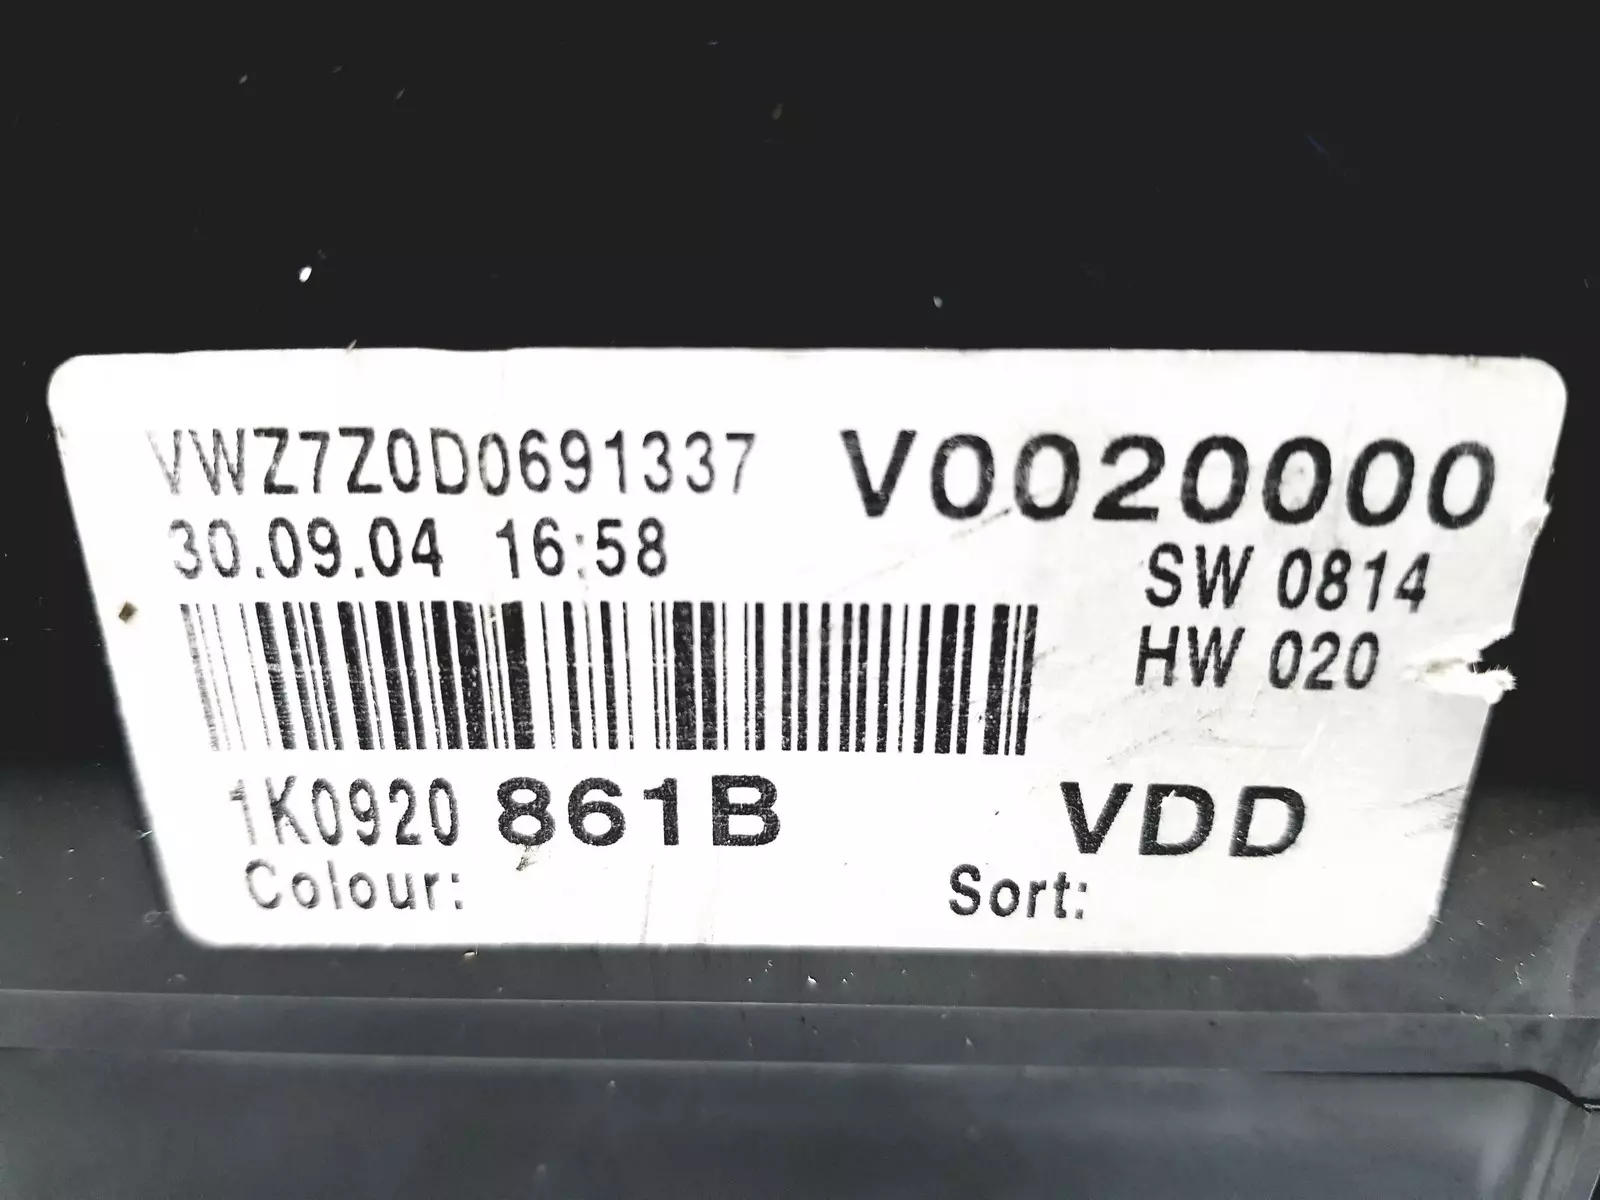 VWZ7Z0D0691337 V0020000
30.09.04 16:58 SW 0814
HW 020
1K0920 861B VDD
Colour: Sort: